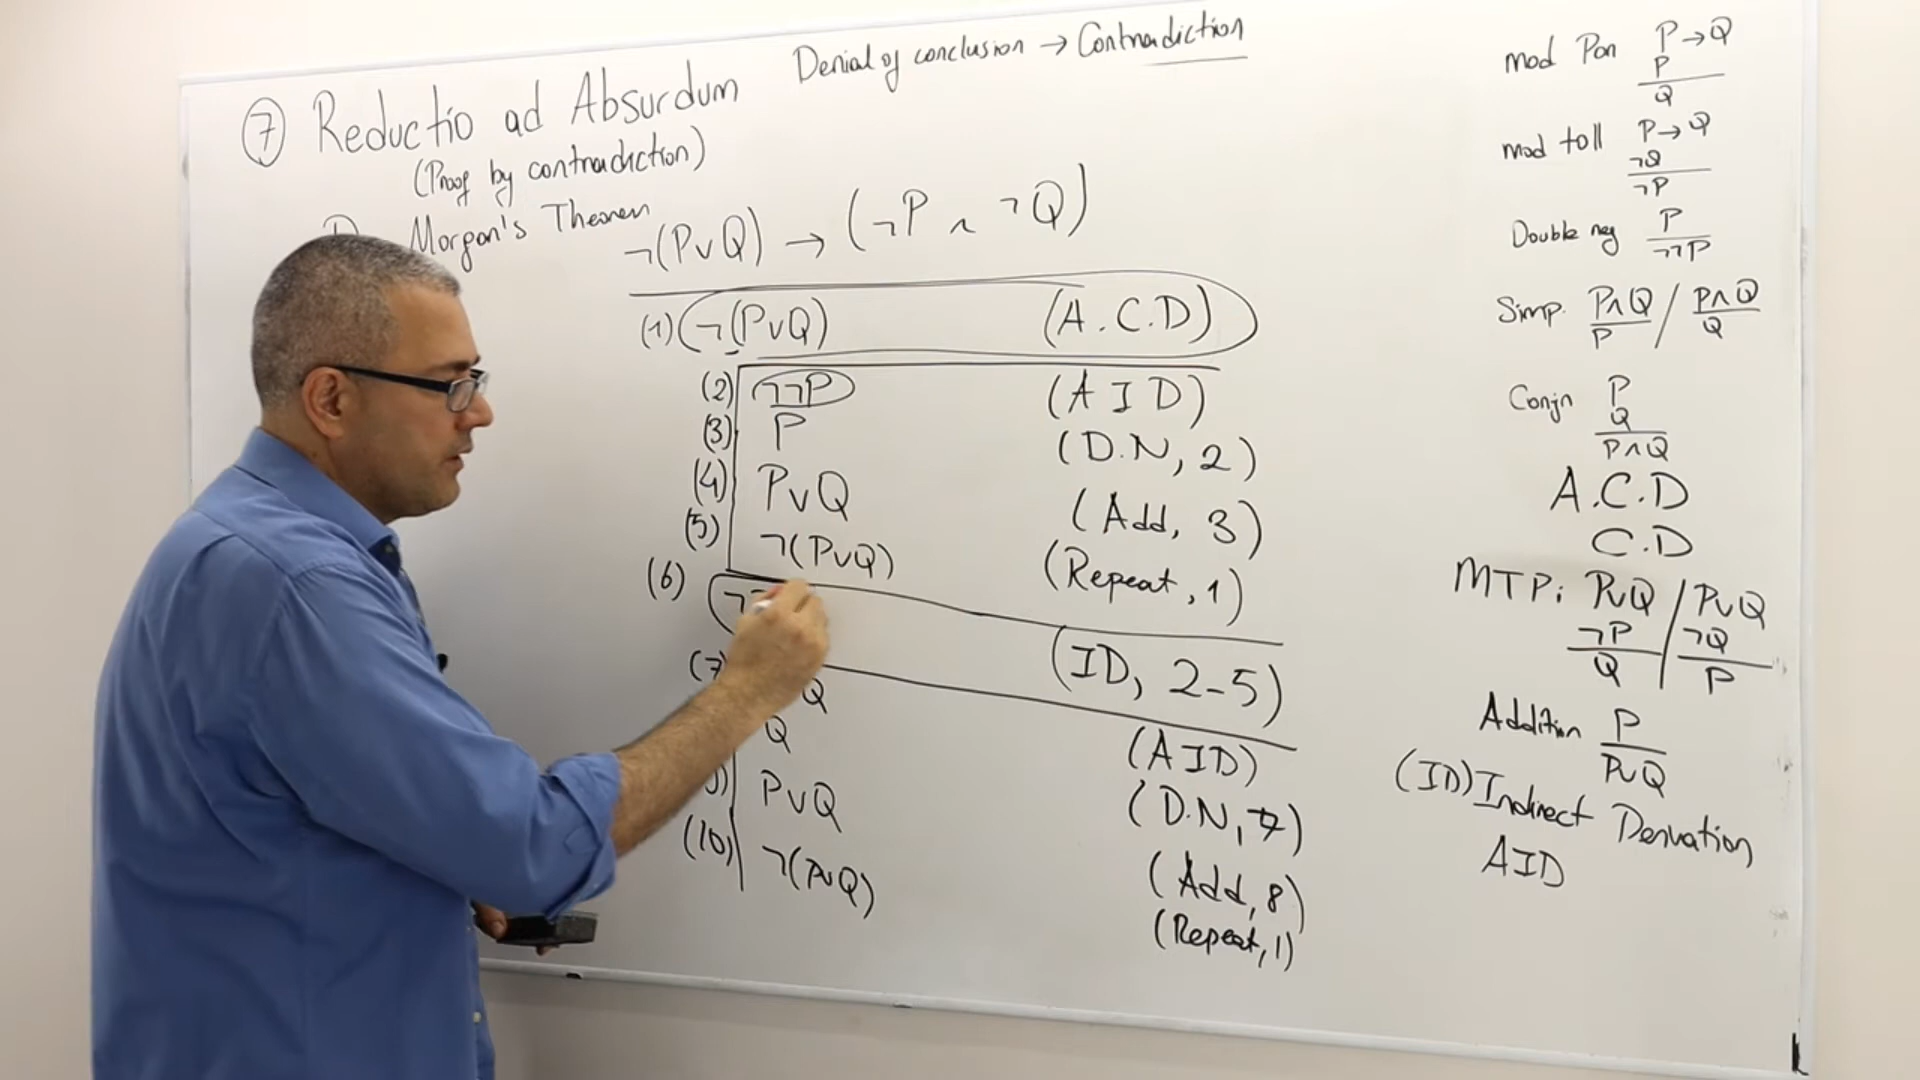 ⑦ Reductio ad Absurdum
Denial of conclusion → Contradiction
(Proof by contradiction)
Morgan's Theorem
¬(P∨Q) → (¬P ∧ ¬Q)
(1) ¬(P∨Q) (A.C.D)
(2) ¬¬P (AID)
(3) P (D.N, 2)
(4) P∨Q (Add, 3)
(5) ¬(P∨Q) (Repeat, 1)
(6) (ID, 2-5)
(7 Q (AID)
Q (D.N, 7)
P∨Q (Add, 8)
(10) ¬(P∨Q) (Repeat, 1)
mod Pon P→Q
P
Q
mod toll P→Q
¬Q
¬P
Double neg P
¬¬P
Simp. P∧Q / P∧Q
P Q
Conjn P
Q
P∧Q
A.C.D
C.D
MTP: P∨Q / P∨Q
¬P ¬Q
Q P
Addition P
P∨Q
(ID) Indirect Derivation
AID